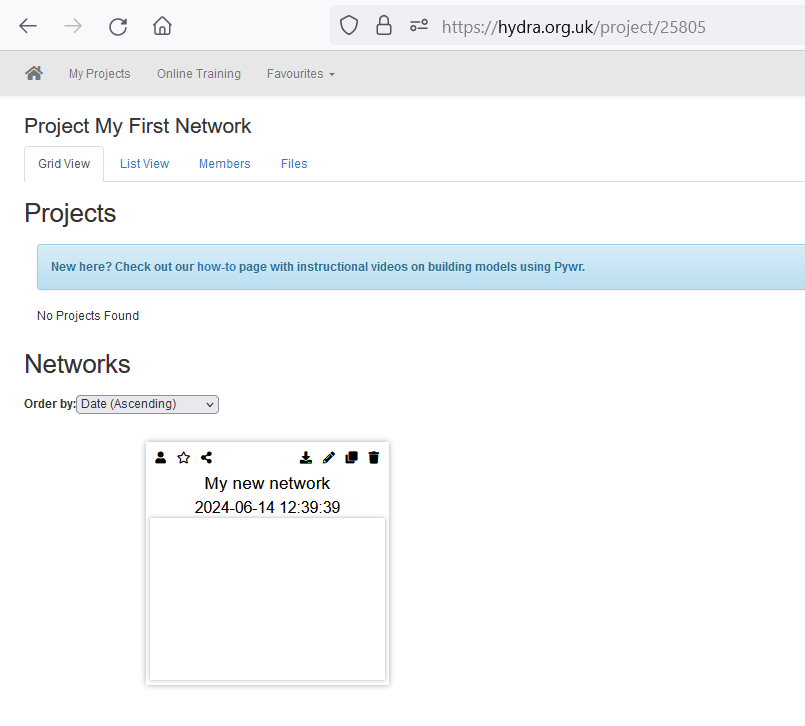 https://hydra.org.uk/project/25805
My Projects Online Training Favourites
Project My First Network
Grid View List View Members Files
Projects
New here? Check out our how-to page with instructional videos on building models using Pywr.
No Projects Found
Networks
Order by: Date (Ascending)
My new network
2024-06-14 12:39:39